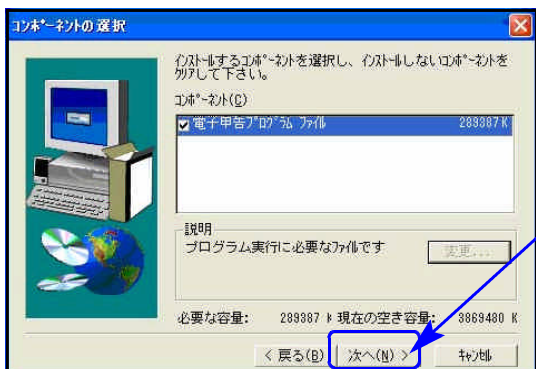 コンポーネントの選択
インストールするコンポーネントを選択し、インストールしないコンポーネントを
クリアして下さい。
コンポーネント(C)
電子申告プログラム ファイル 289387 K
説明
プログラム実行に必要なファイルです
変更...
必要な容量: 289387 K 現在の空き容量: 3869480 K
< 戻る(B) 次へ(N) > キャンセル